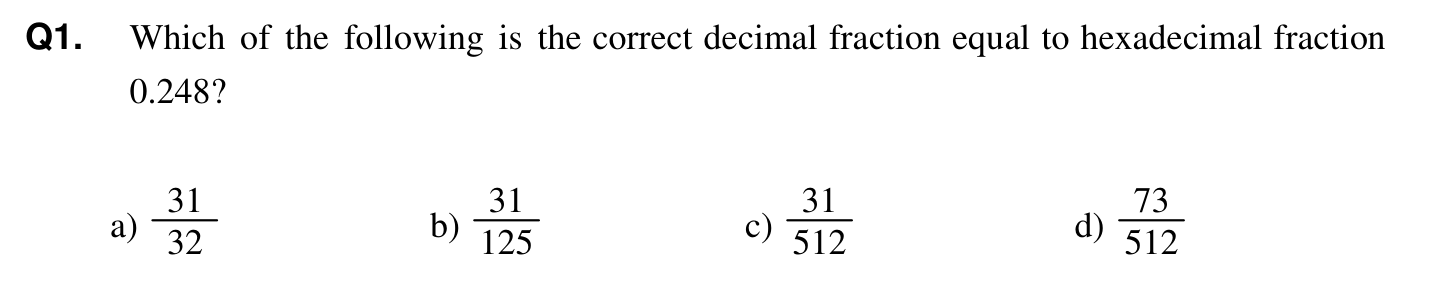 Q1. Which of the following is the correct decimal fraction equal to hexadecimal fraction
0.248?
a) 31/32 b) 31/125 c) 31/512 d) 73/512